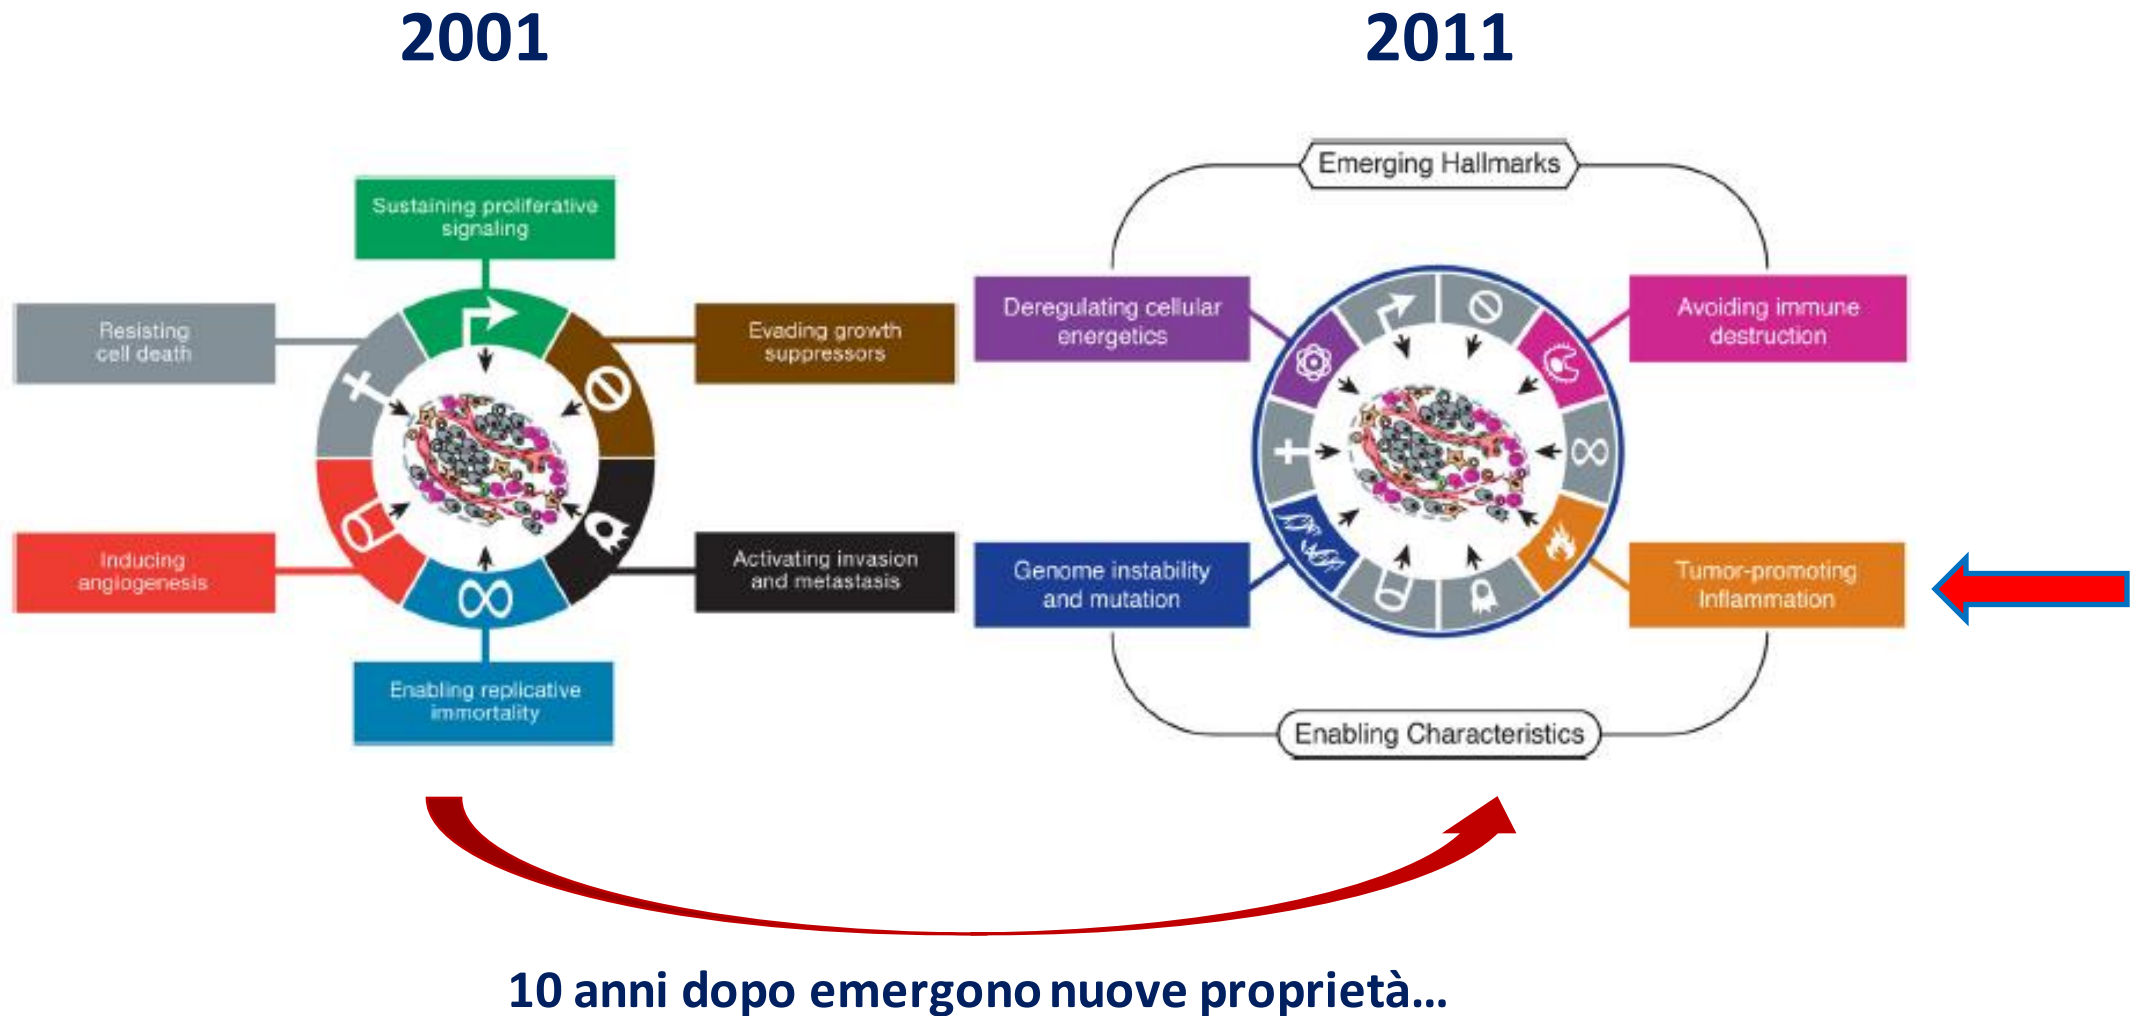 2001
2011
Sustaining proliferative
signaling
Resisting
cell death
Evading growth
suppressors
Inducing
angiogenesis
Activating invasion
and metastasis
Enabling replicative
immortality
Emerging Hallmarks
Deregulating cellular
energetics
Avoiding immune
destruction
Genome instability
and mutation
Tumor-promoting
Inflammation
Enabling Characteristics
10 anni dopo emergono nuove proprietà...